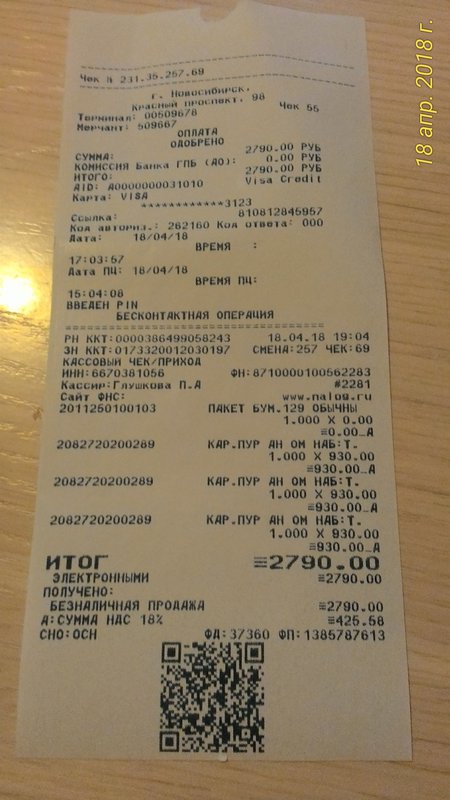 18 апр. 2018 г.
Чек № 231.35.257.69
г. Новосибирск,
Красный проспект, 98
Терминал: 00509678 Чек 55
Мерчант: 509667
ОПЛАТА
ОДОБРЕНО
СУММА: 2790.00 РУБ
КОМИССИЯ Банка ГПБ (АО): 0.00 РУБ
ИТОГО: 2790.00 РУБ
AID: A0000000031010 Visa Credit
Карта: VISA
************3123
Ссылка: 810812845957
Код авториз.: 262160 Код ответа: 000
Дата: 18/04/18
ВРЕМЯ :
17:03:57
Дата ПЦ: 18/04/18
ВРЕМЯ ПЦ:
15:04:08
ВВЕДЕН PIN
БЕСКОНТАКТНАЯ ОПЕРАЦИЯ
РН ККТ:0000386499058243 18.04.18 19:04
ЗН ККТ:0173320012030197 СМЕНА:257 ЧЕК:69
КАССОВЫЙ ЧЕК/ПРИХОД
ИНН:6670381056 ФН:8710000100562283
Кассир:Глушкова П.А #2281
Сайт ФНС: www.nalog.ru
2011250100103 ПАКЕТ БУМ.129 ОБЫЧНЫ
1.000 X 0.00
≡0.00_А
2082720200289 КАР.ПУР АН ОМ НАБ:Т.
1.000 X 930.00
≡930.00_А
2082720200289 КАР.ПУР АН ОМ НАБ:Т.
1.000 X 930.00
≡930.00_А
2082720200289 КАР.ПУР АН ОМ НАБ:Т.
1.000 X 930.00
≡930.00_А
ИТОГ ≡2790.00
ЭЛЕКТРОННЫМИ ≡2790.00
ПОЛУЧЕНО:
БЕЗНАЛИЧНАЯ ПРОДАЖА ≡2790.00
А:СУММА НДС 18% ≡425.58
СНО:ОСН ФД:37360 ФП:1385787613